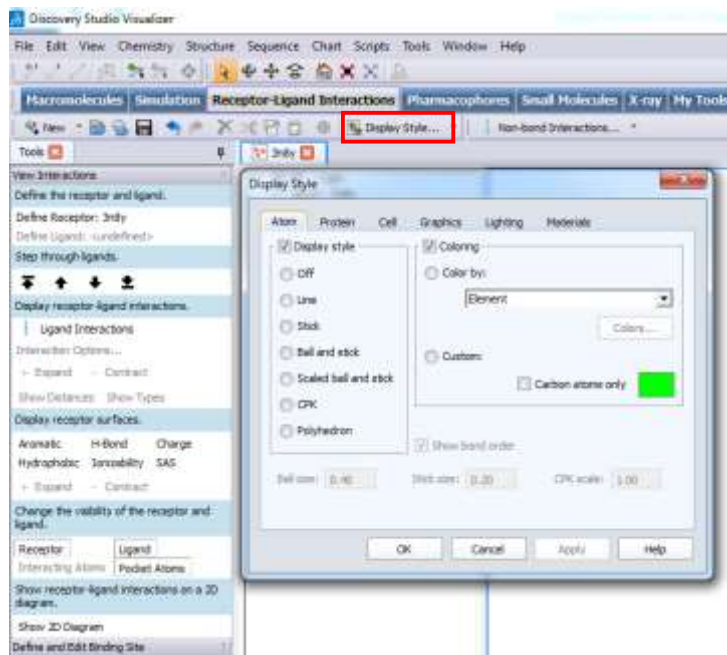 Discovery Studio Visualizer
File Edit View Chemistry Structure Sequence Chart Scripts Tools Window Help
Macromolecules Simulation Receptor-Ligand Interactions Pharmacophores Small Molecules X-ray My Tools
New Display Style... Non-bond Interactions...
Tools
View Interactions
Define the receptor and ligand.
Define Receptor: 3n8y
Define Ligand: <undefined>
Step through ligands.
Display receptor-ligand interactions.
Ligand Interactions
Interaction Options...
+ Expand - Contract
Show Distances Show Types
Display receptor surfaces.
Aromatic H-Bond Charge
Hydrophobic Ionizability SAS
+ Expand - Contract
Change the visibility of the receptor and
ligand.
Receptor Ligand
Interacting Atoms Pocket Atoms
Show receptor-ligand interactions on a 2D
diagram.
Show 2D Diagram
Define and Edit Binding Site
Display Style
Atom Protein Cell Graphics Lighting Materials
Display style
Off
Line
Stick
Ball and stick
Scaled ball and stick
CPK
Polyhedron
Coloring
Color by:
Element
Colors...
Custom:
Carbon atoms only
Show bond order
Ball size: 0.40 Stick size: 0.20 CPK scale: 1.00
OK Cancel Apply Help